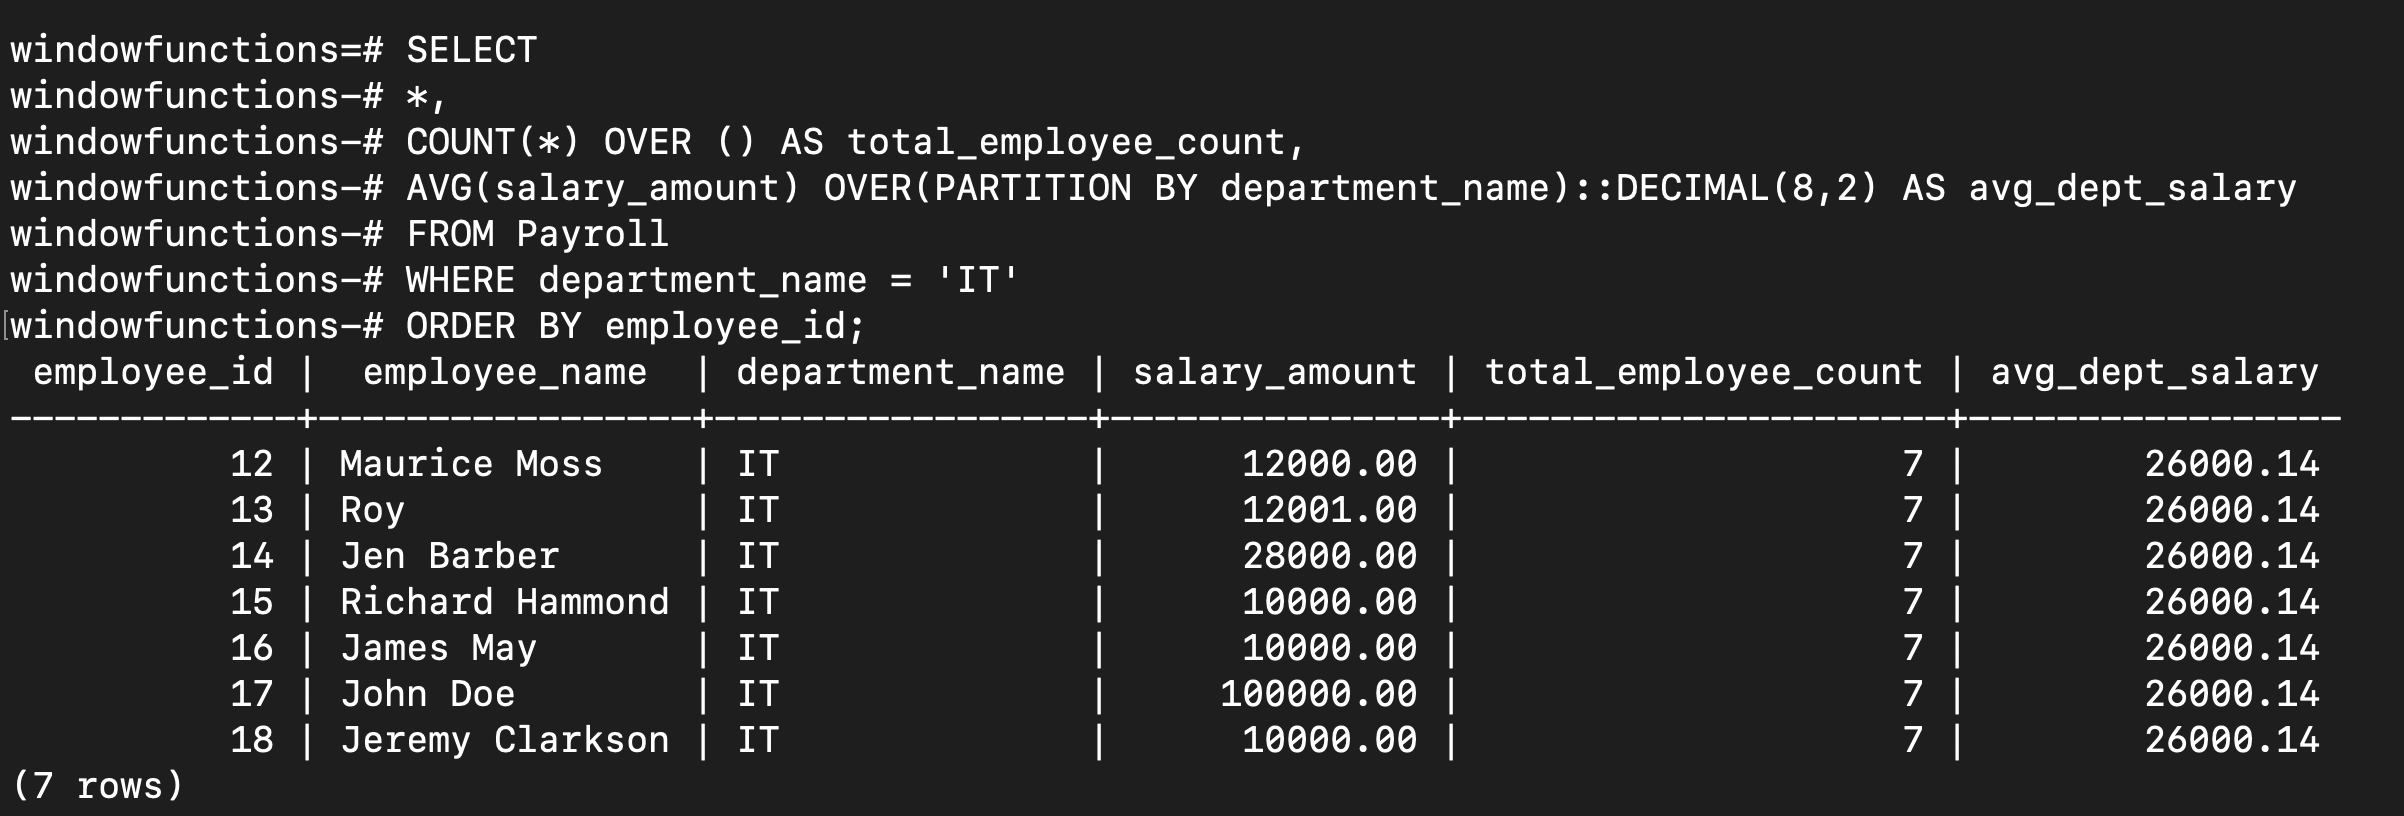 windowfunctions=# SELECT
windowfunctions-# *,
windowfunctions-# COUNT(*) OVER () AS total_employee_count,
windowfunctions-# AVG(salary_amount) OVER(PARTITION BY department_name)::DECIMAL(8,2) AS avg_dept_salary
windowfunctions-# FROM Payroll
windowfunctions-# WHERE department_name = 'IT'
[windowfunctions-# ORDER BY employee_id;
 employee_id |  employee_name  | department_name | salary_amount | total_employee_count | avg_dept_salary
-------------+-----------------+-----------------+---------------+----------------------+-----------------
          12 | Maurice Moss    | IT              |      12000.00 |                    7 |        26000.14
          13 | Roy             | IT              |      12001.00 |                    7 |        26000.14
          14 | Jen Barber      | IT              |      28000.00 |                    7 |        26000.14
          15 | Richard Hammond | IT              |      10000.00 |                    7 |        26000.14
          16 | James May       | IT              |      10000.00 |                    7 |        26000.14
          17 | John Doe        | IT              |     100000.00 |                    7 |        26000.14
          18 | Jeremy Clarkson | IT              |      10000.00 |                    7 |        26000.14
(7 rows)